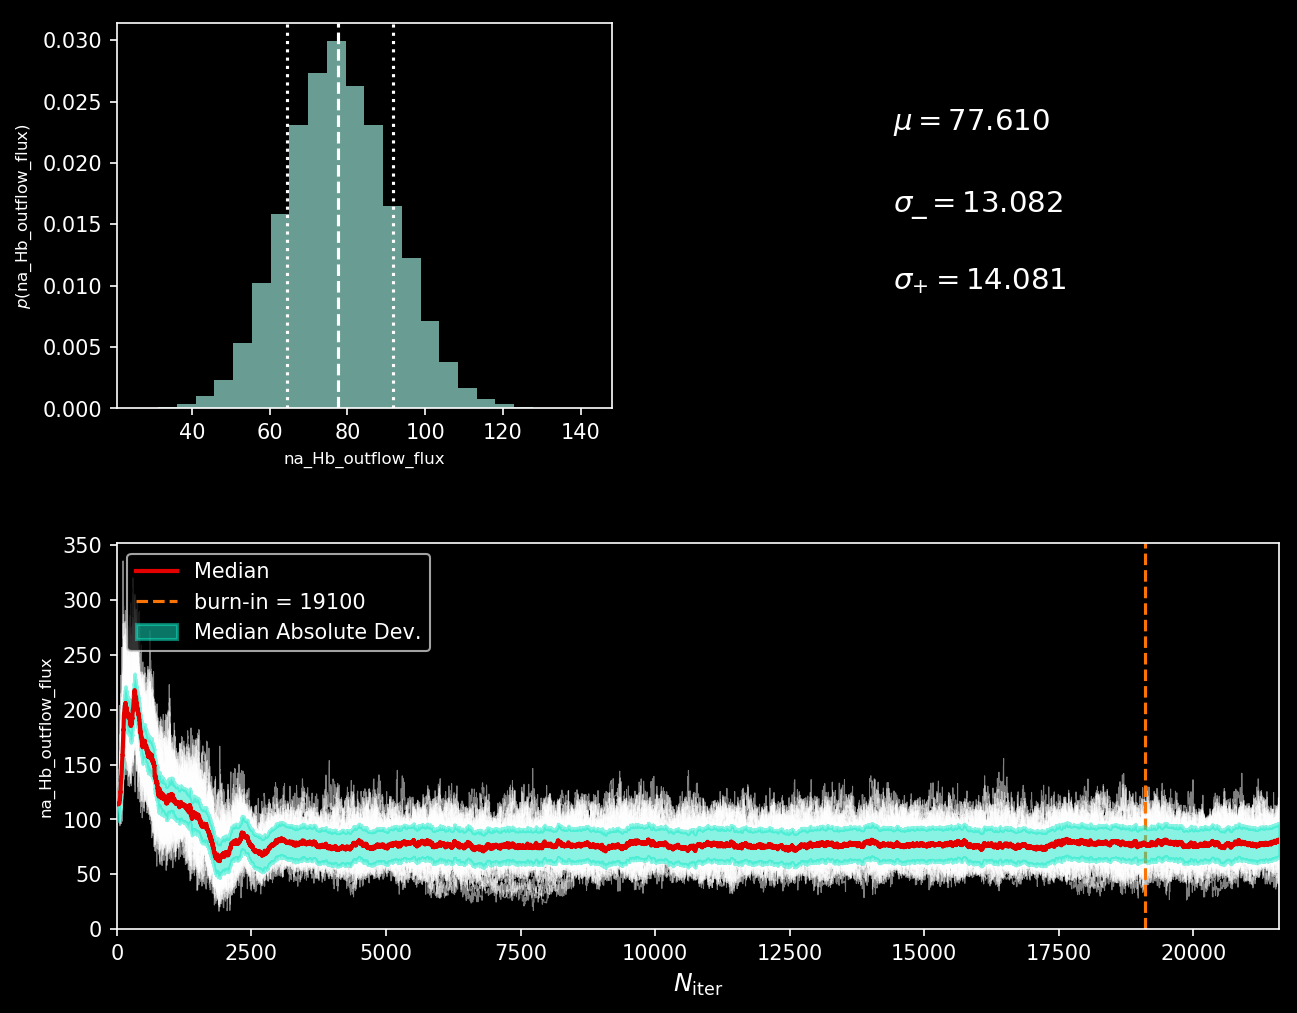 0.030
0.025
0.020
0.015
0.010
0.005
0.000
p(na_Hb_outflow_flux)
40 60 80 100 120 140
na_Hb_outflow_flux
μ = 77.610
σ_ = 13.082
σ+ = 14.081
350
300
250
200
150
100
50
0
na_Hb_outflow_flux
Median
burn-in = 19100
Median Absolute Dev.
0 2500 5000 7500 10000 12500 15000 17500 20000
Niter